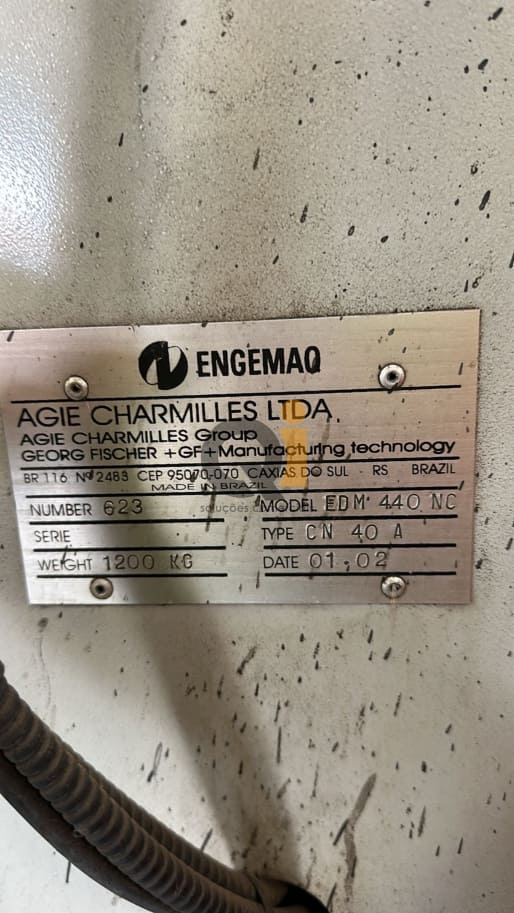 ENGEMAQ
AGIE CHARMILLES LTDA.
AGIE CHARMILLES Group
GEORG FISCHER +GF+ Manufacturing technology
BR 116 Nº 2483 CEP 95070-070 CAXIAS DO SUL - RS BRAZIL
MADE IN BRAZIL
NUMBER 623 MODEL EDM 440 NC
soluções
SERIE TYPE CN 40 A
WEIGHT 1200 KG DATE 01,02